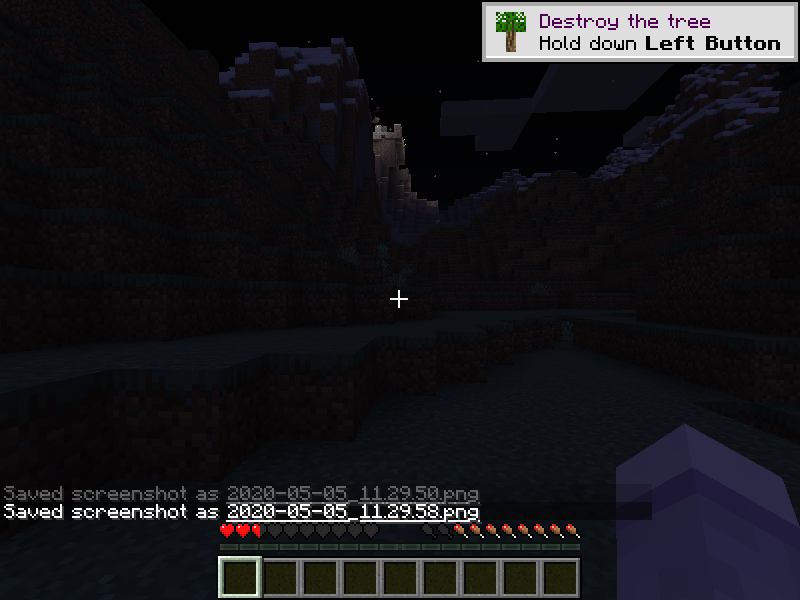 Destroy the tree
Hold down Left Button
Saved screenshot as 2020-05-05_11.29.50.png
Saved screenshot as 2020-05-05_11.29.58.png